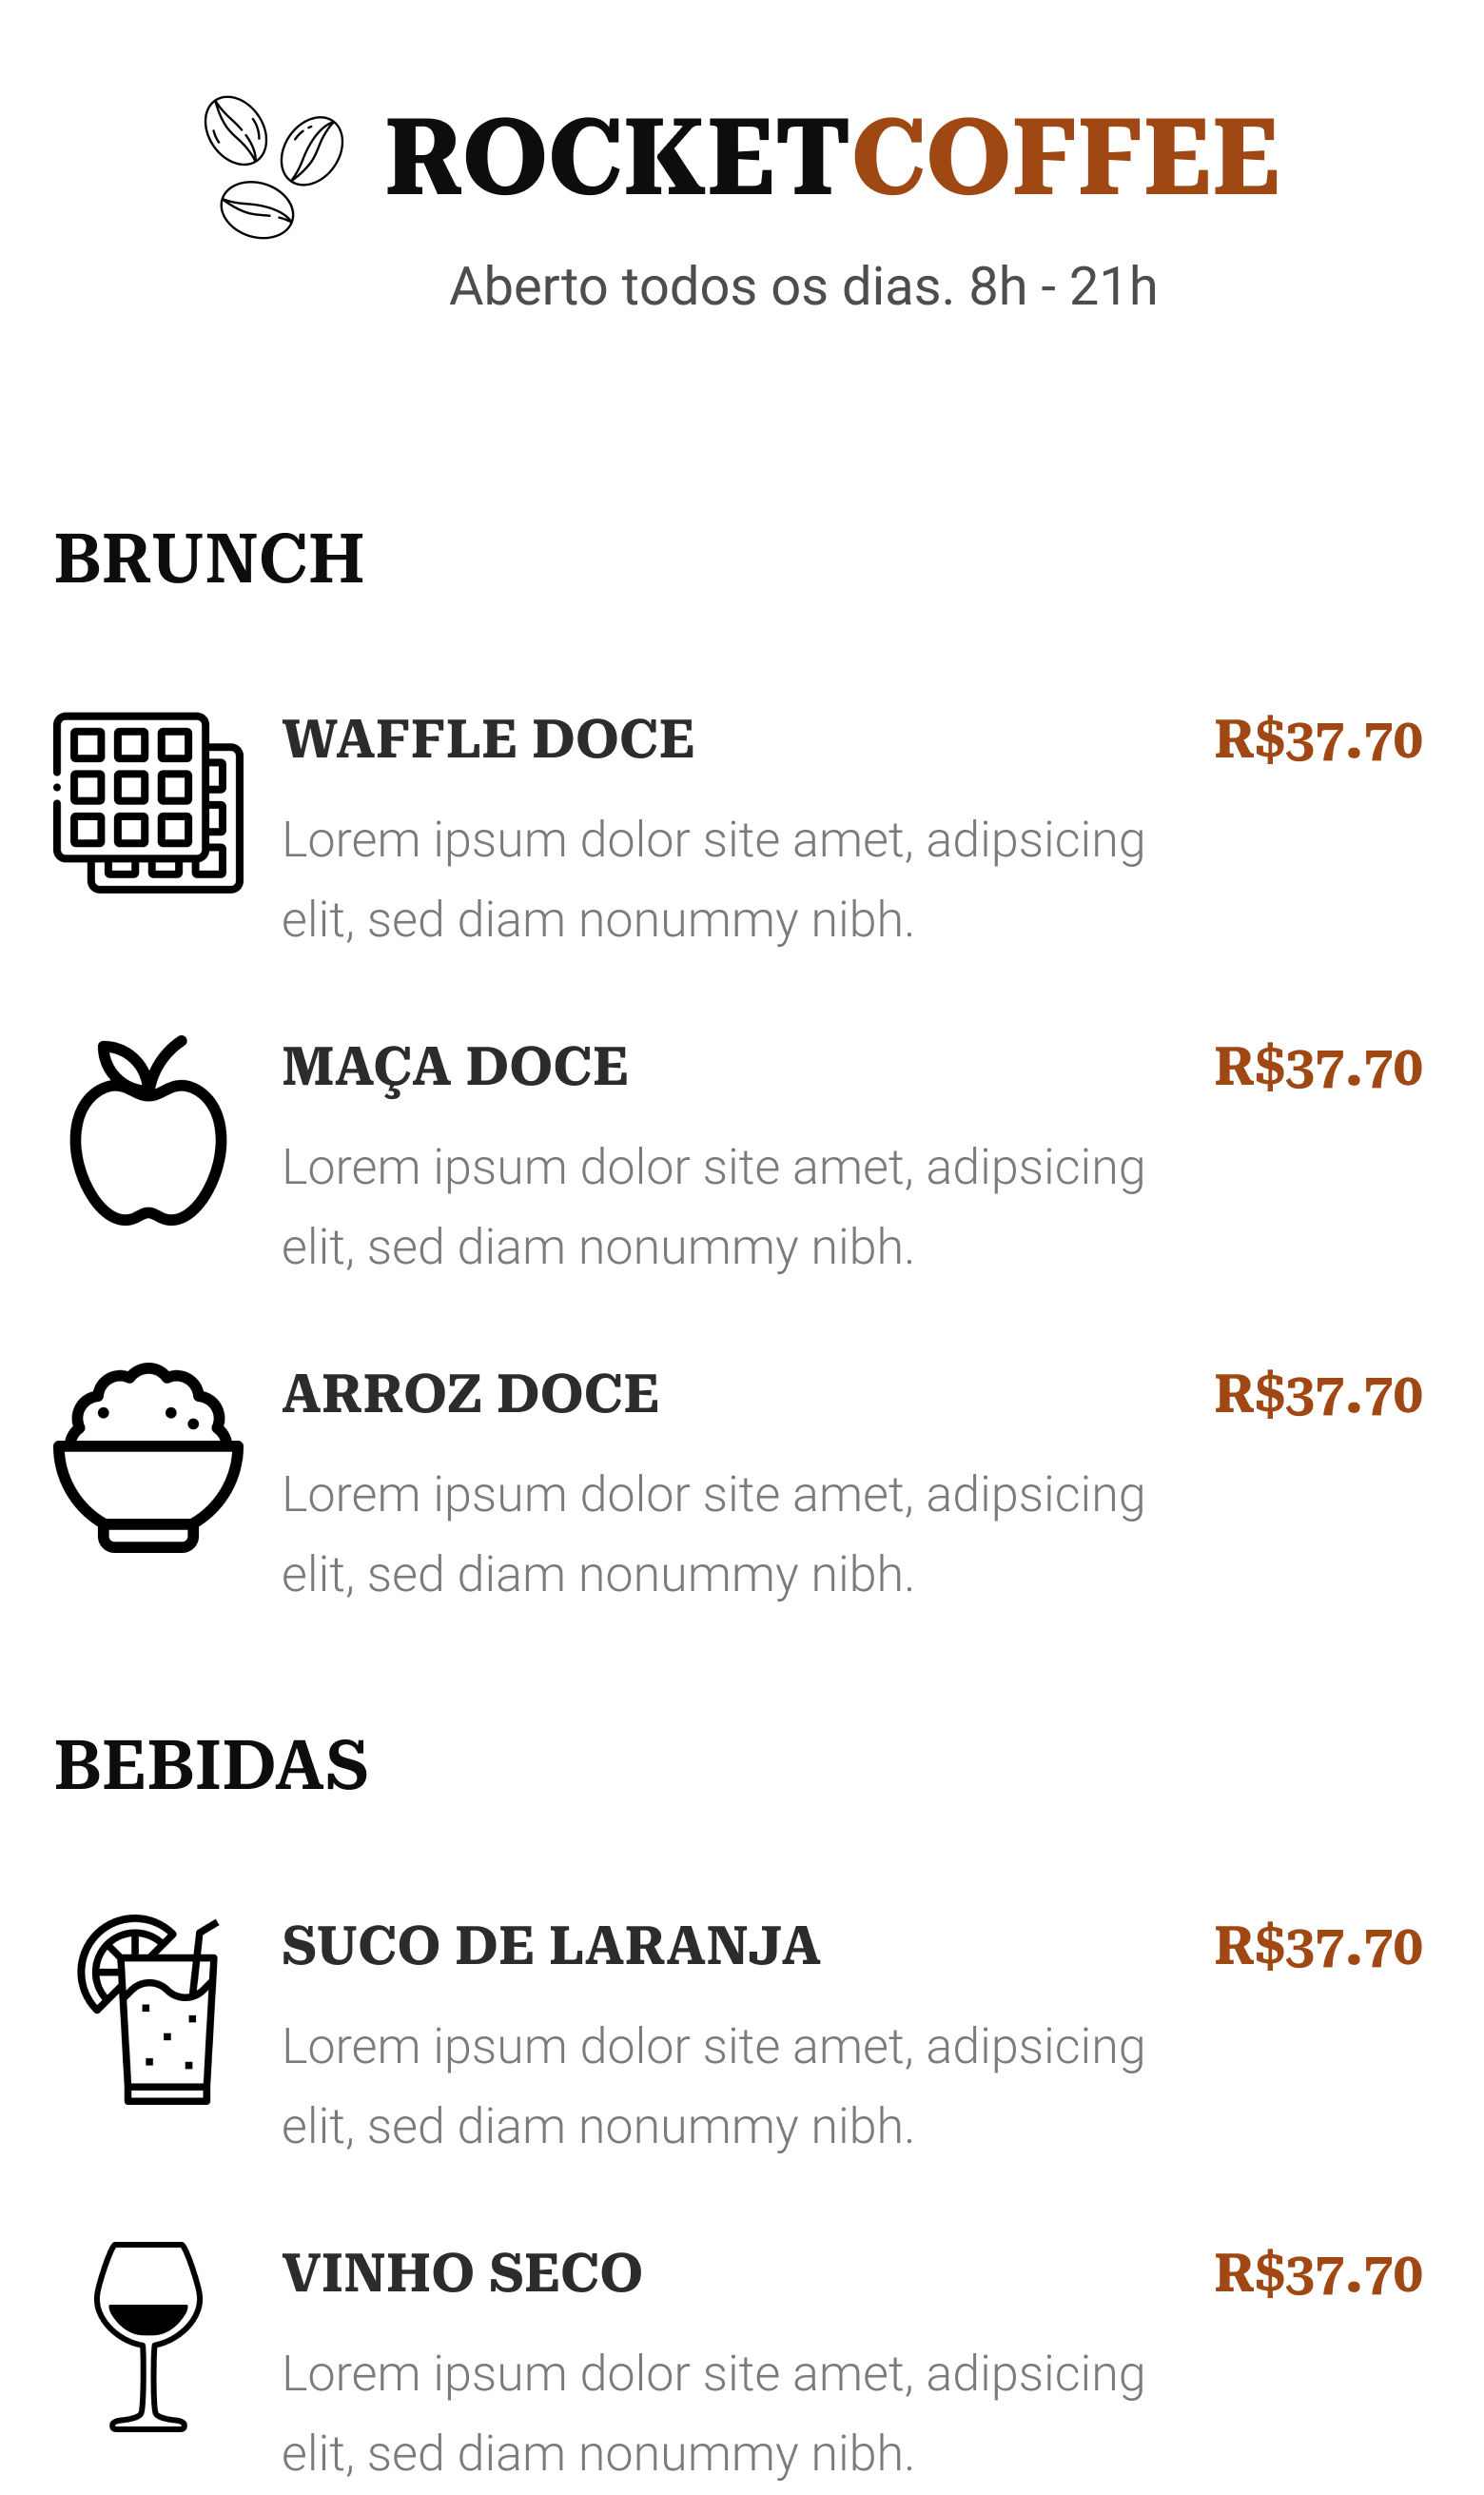 ROCKETCOFFEE
Aberto todos os dias. 8h - 21h
BRUNCH
WAFFLE DOCE R$37.70
Lorem ipsum dolor site amet, adipsicing
elit, sed diam nonummy nibh.
MAÇA DOCE R$37.70
Lorem ipsum dolor site amet, adipsicing
elit, sed diam nonummy nibh.
ARROZ DOCE R$37.70
Lorem ipsum dolor site amet, adipsicing
elit, sed diam nonummy nibh.
BEBIDAS
SUCO DE LARANJA R$37.70
Lorem ipsum dolor site amet, adipsicing
elit, sed diam nonummy nibh.
VINHO SECO R$37.70
Lorem ipsum dolor site amet, adipsicing
elit, sed diam nonummy nibh.